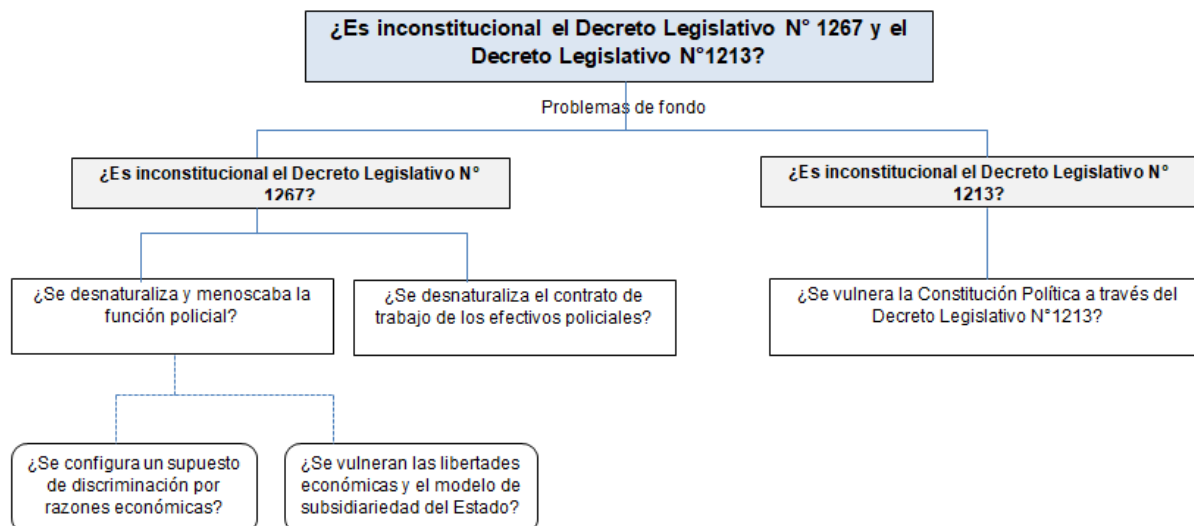 ¿Es inconstitucional el Decreto Legislativo N° 1267 y el
Decreto Legislativo N°1213?
Problemas de fondo
¿Es inconstitucional el Decreto Legislativo N°
1267?
¿Es inconstitucional el Decreto Legislativo N°
1213?
¿Se desnaturaliza y menoscaba la
función policial?
¿Se desnaturaliza el contrato de
trabajo de los efectivos policiales?
¿Se vulnera la Constitución Política a través del
Decreto Legislativo N°1213?
¿Se configura un supuesto
de discriminación por
razones económicas?
¿Se vulneran las libertades
económicas y el modelo de
subsidiariedad del Estado?